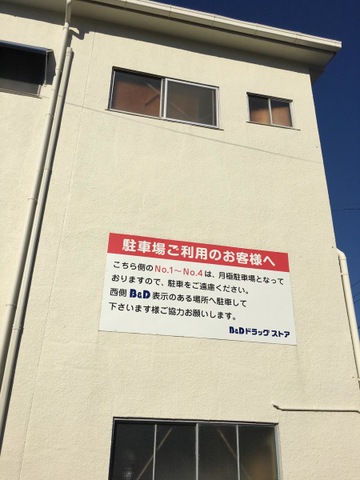 駐車場ご利用のお客様へ
こちら側のNo.1～No.4は、月極駐車場となって
おりますので、駐車をご遠慮ください。
西側 B&D 表示のある場所へ駐車して
下さいます様ご協力お願いします。
B&Dドラッグストア